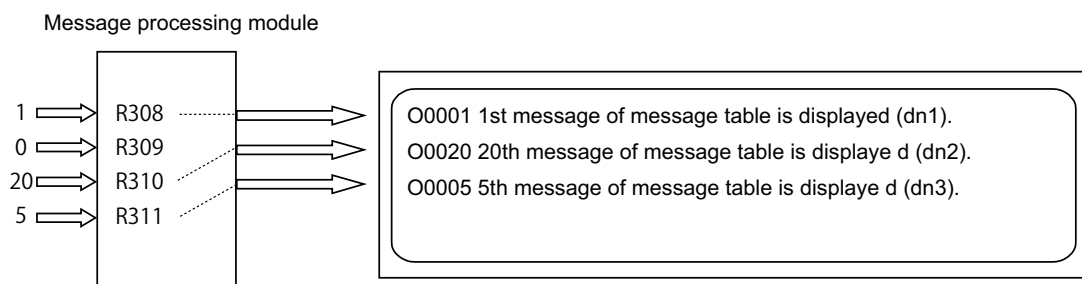 Message processing module
1 R308
0 R309
20 R310
5 R311
O0001 1st message of message table is displayed (dn1).
O0020 20th message of message table is displaye d (dn2).
O0005 5th message of message table is displaye d (dn3).